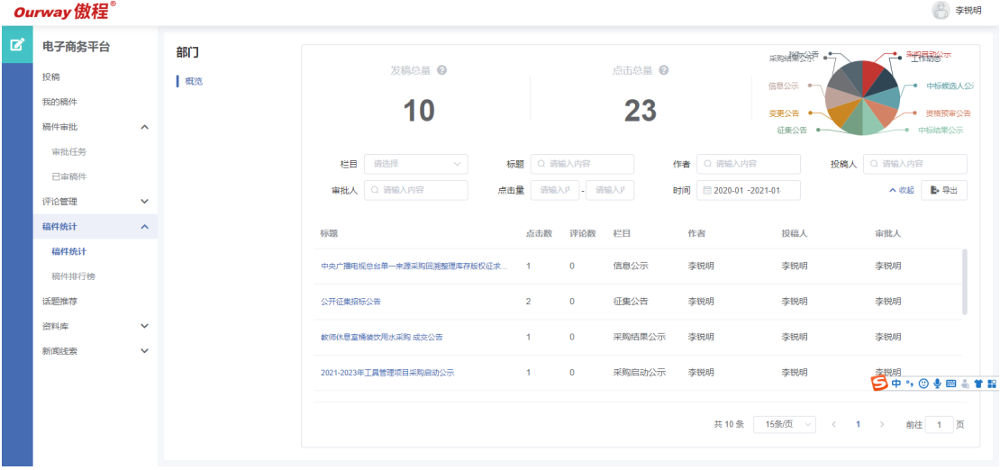 Ourway 傲程®
李锐明
电子商务平台
投稿
我的稿件
稿件审批
审批任务
已审稿件
评论管理
稿件统计
稿件统计
稿件排行榜
话题推荐
资料库
新闻线索
部门
概览
发稿总量
10
点击总量
23
采购结果公示
采购启动公示
工作动态
信息公示
中标候选人公
变更公告
资格预审公告
征集公告
中标结果公示
栏目 请选择 标题 请输入内容 作者 请输入内容 投稿人 请输入内容
审批人 请输入内容 点击量 请输入 - 请输入 时间 2020-01 -2021-01 收起 导出
标题 点击数 评论数 栏目 作者 投稿人 审批人
中央广播电视总台单一来源采购回溯整理库存版权征求... 1 0 信息公示 李锐明 李锐明 李锐明
公开征集招标公告 2 0 征集公告 李锐明 李锐明 李锐明
教师休息室桶装饮用水采购 成交公告 1 0 采购结果公示 李锐明 李锐明 李锐明
2021-2023年工具管理项目采购启动公示 1 0 采购启动公示 李锐明 李锐明 李锐明
中
共 10 条 15条/页 1 前往 1 页